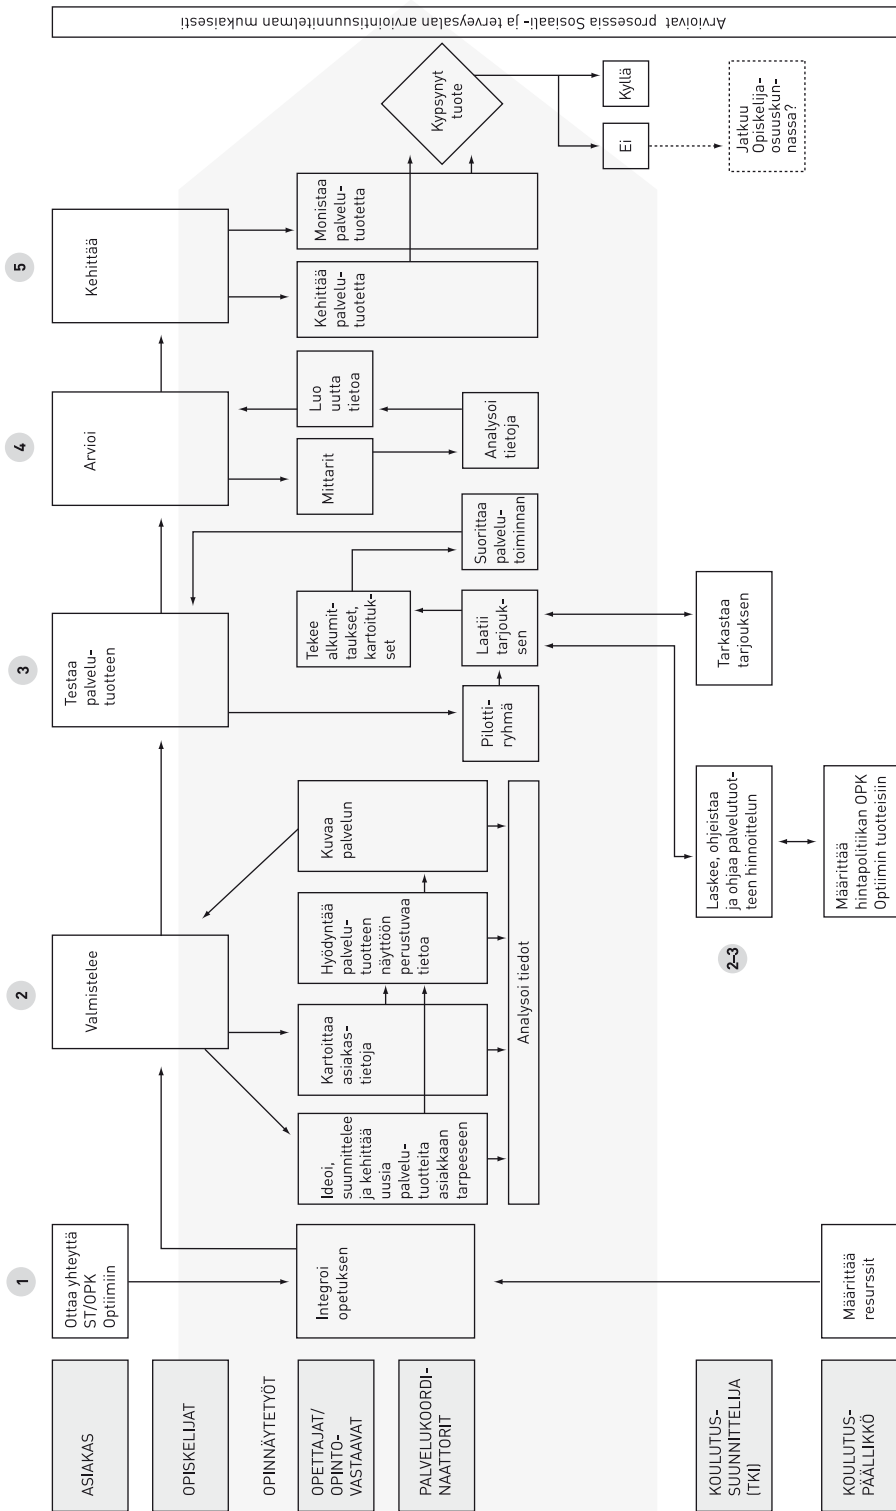 ASIAKAS
OPISKELIJAT
OPINNÄYTETYÖT
OPETTAJAT/
OPINTO-
VASTAAVAT
PALVELUKOORDI-
NAATTORIT
KOULUTUS-
SUUNNITTELIJA
(TKI)
KOULUTUS-
PÄÄLLIKKÖ
1
Ottaa yhteyttä
ST/OPK
Optiimiin
Integroi
opetuksen
Määrittää
resurssit
2
Valmistelee
Ideoi,
suunnittelee
ja kehittää
uusia
palvelu-
tuotteita
asiakkaan
tarpeeseen
Kartoittaa
asiakas-
tietoja
Hyödyntää
palvelu-
tuotteen
näyttöön
perustuvaa
tietoa
Kuvaa
palvelun
Analysoi tiedot
2–3
Laskee, ohjeistaa
ja ohjaa palvelutuot-
teen hinnoittelun
Määrittää
hintapolitiikan OPK
Optiimin tuotteisiin
3
Testaa
palvelu-
tuotteen
Pilotti-
ryhmä
Laatii
tarjouk-
sen
Tekee
alkumit-
taukset,
kartoituk-
set
Suorittaa
palvelu-
toiminnan
Tarkastaa
tarjouksen
4
Arvioi
Mittarit
Analysoi
tietoja
Luo
uutta
tietoa
5
Kehittää
Kehittää
palvelu-
tuotetta
Monistaa
palvelu-
tuotetta
Kypsynyt
tuote
Ei
Kyllä
Jatkuu
Opiskelija-
osuuskun-
nassa?
Arvioivat prosessia Sosiaali- ja terveysalan arviointisuunnitelman mukaisesti